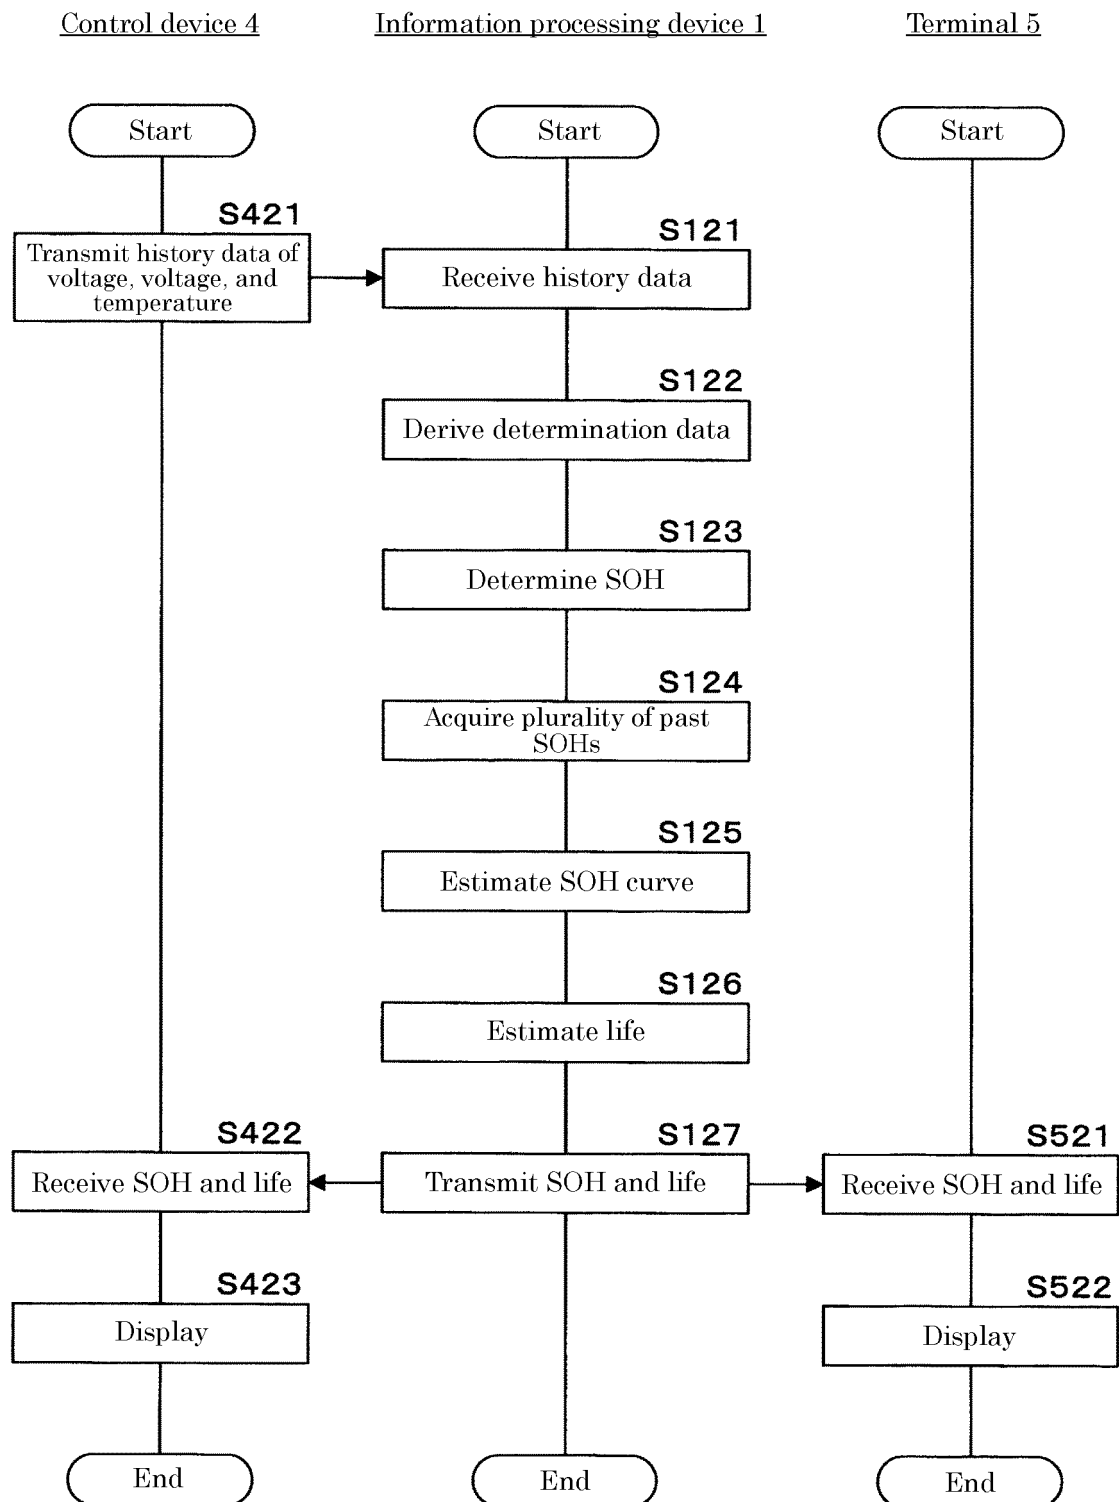 Control device 4
Information processing device 1
Terminal 5
Start
Start
Start
S421
Transmit history data of
voltage, voltage, and
temperature
S121
Receive history data
S122
Derive determination data
S123
Determine SOH
S124
Acquire plurality of past
SOHs
S125
Estimate SOH curve
S126
Estimate life
S422
Receive SOH and life
S127
Transmit SOH and life
S521
Receive SOH and life
S423
Display
S522
Display
End
End
End